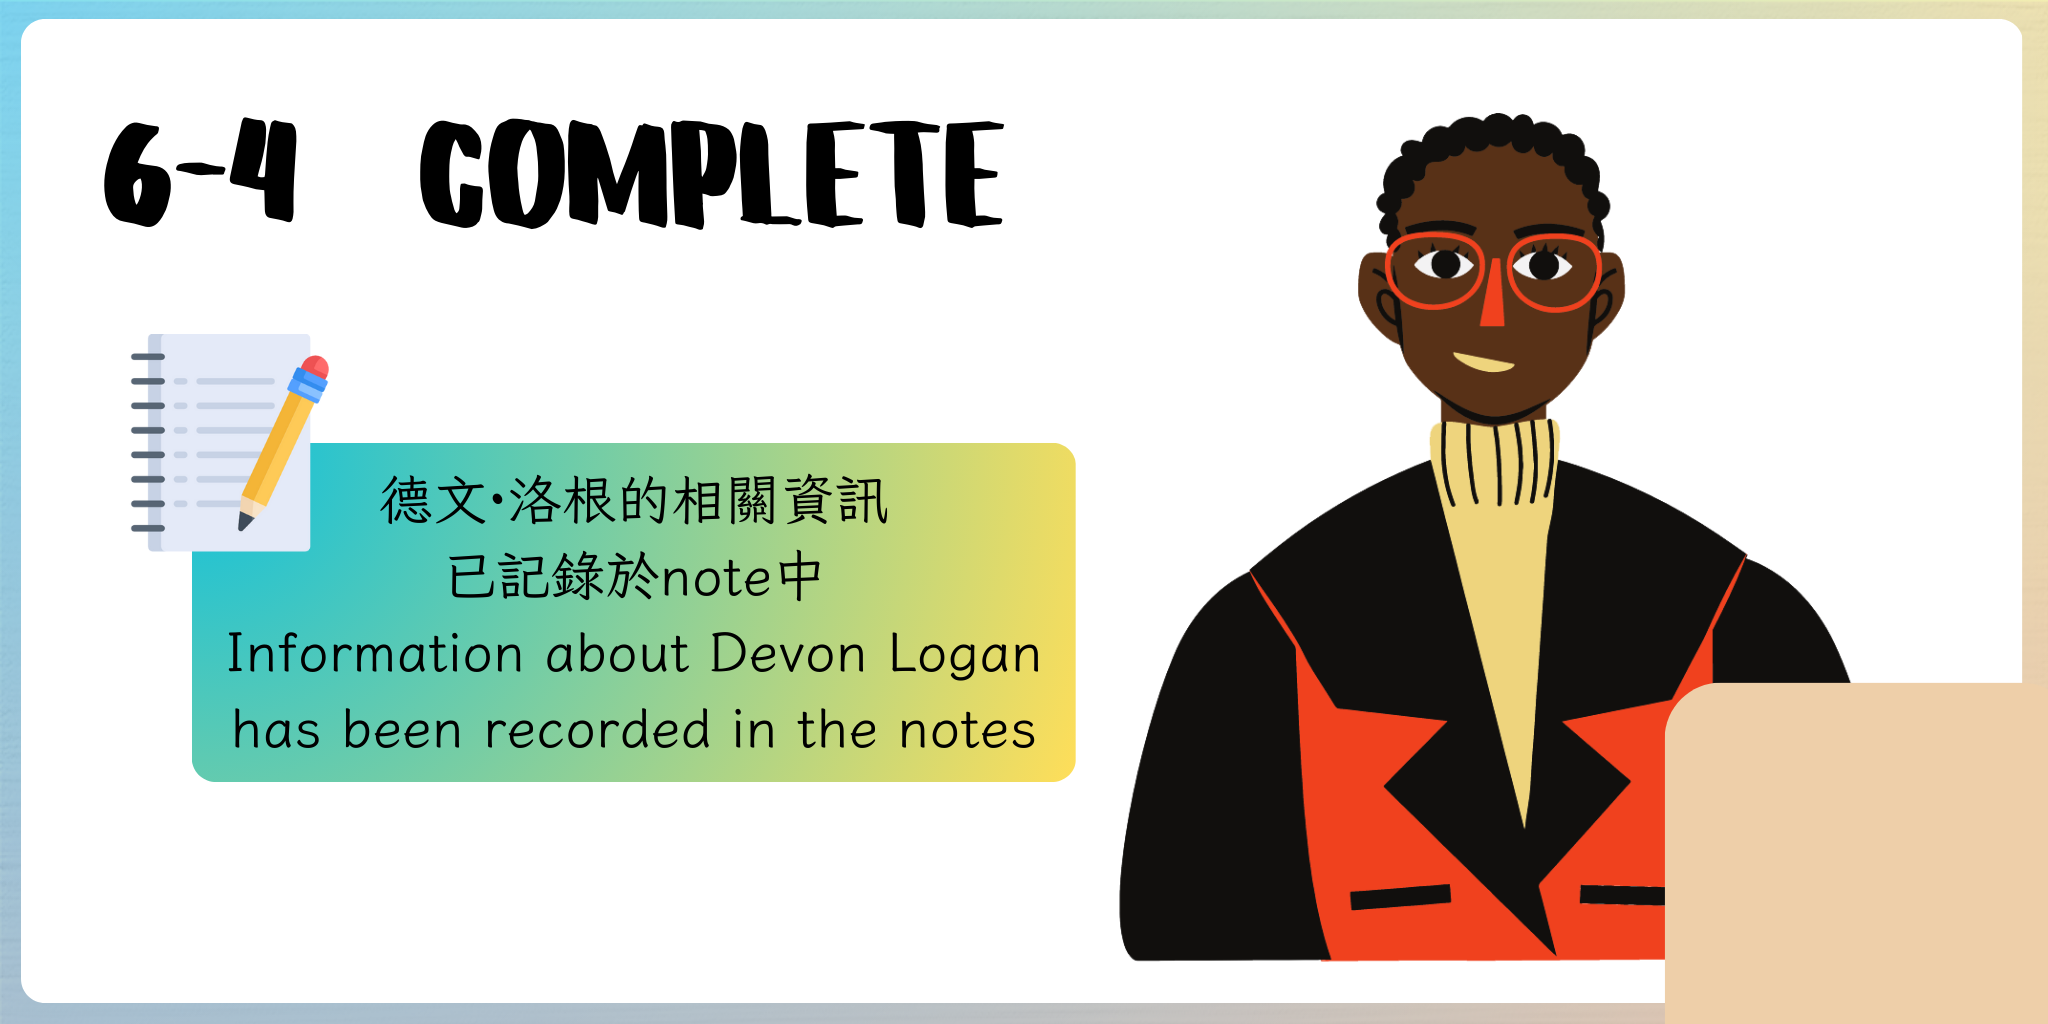 6-4 COMPLETE
德文•洛根的相關資訊
已記錄於note中
Information about Devon Logan
has been recorded in the notes